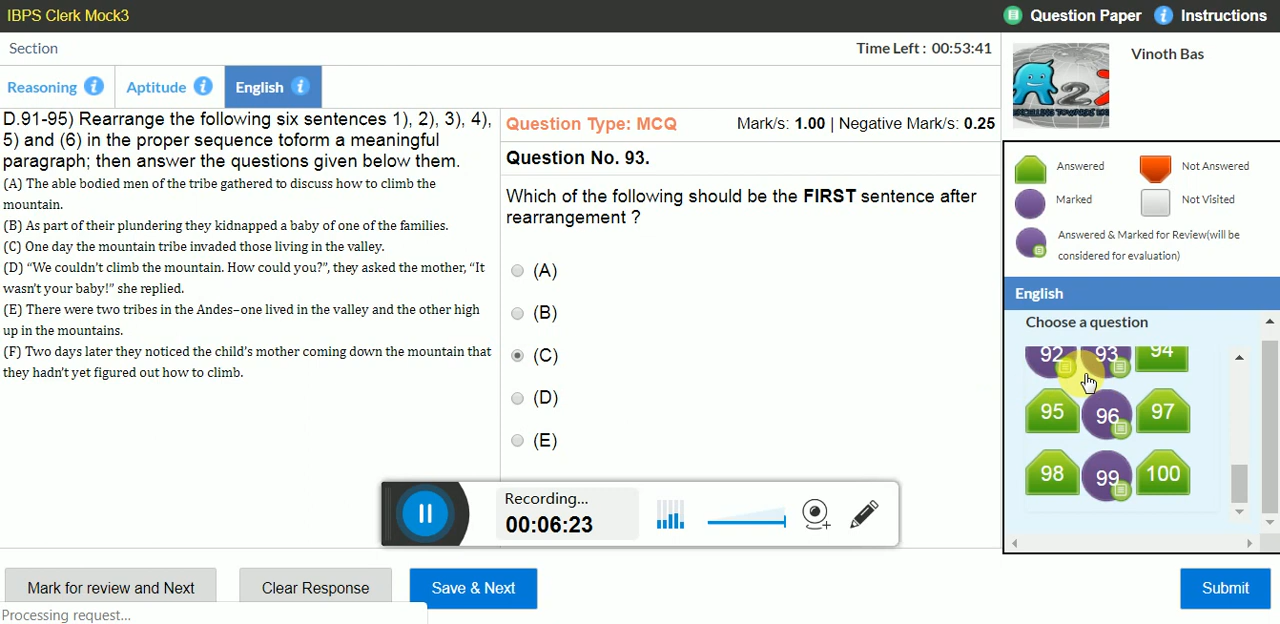 IBPS Clerk Mock3
Question Paper
Instructions
Section
Time Left : 00:53:41
Vinoth Bas
Reasoning
Aptitude
English
D.91-95) Rearrange the following six sentences 1), 2), 3), 4),
5) and (6) in the proper sequence toform a meaningful
paragraph; then answer the questions given below them.
(A) The able bodied men of the tribe gathered to discuss how to climb the
mountain.
(B) As part of their plundering they kidnapped a baby of one of the families.
(C) One day the mountain tribe invaded those living in the valley.
(D) “We couldn’t climb the mountain. How could you?”, they asked the mother, “It
wasn’t your baby!” she replied.
(E) There were two tribes in the Andes–one lived in the valley and the other high
up in the mountains.
(F) Two days later they noticed the child’s mother coming down the mountain that
they hadn’t yet figured out how to climb.
Question Type: MCQ
Mark/s: 1.00 | Negative Mark/s: 0.25
Question No. 93.
Which of the following should be the FIRST sentence after
rearrangement ?
(A)
(B)
(C)
(D)
(E)
Answered
Not Answered
Marked
Not Visited
Answered & Marked for Review(will be
considered for evaluation)
English
Choose a question
92 93 94
95 96 97
98 99 100
Recording...
00:06:23
Mark for review and Next
Clear Response
Save & Next
Submit
Processing request...